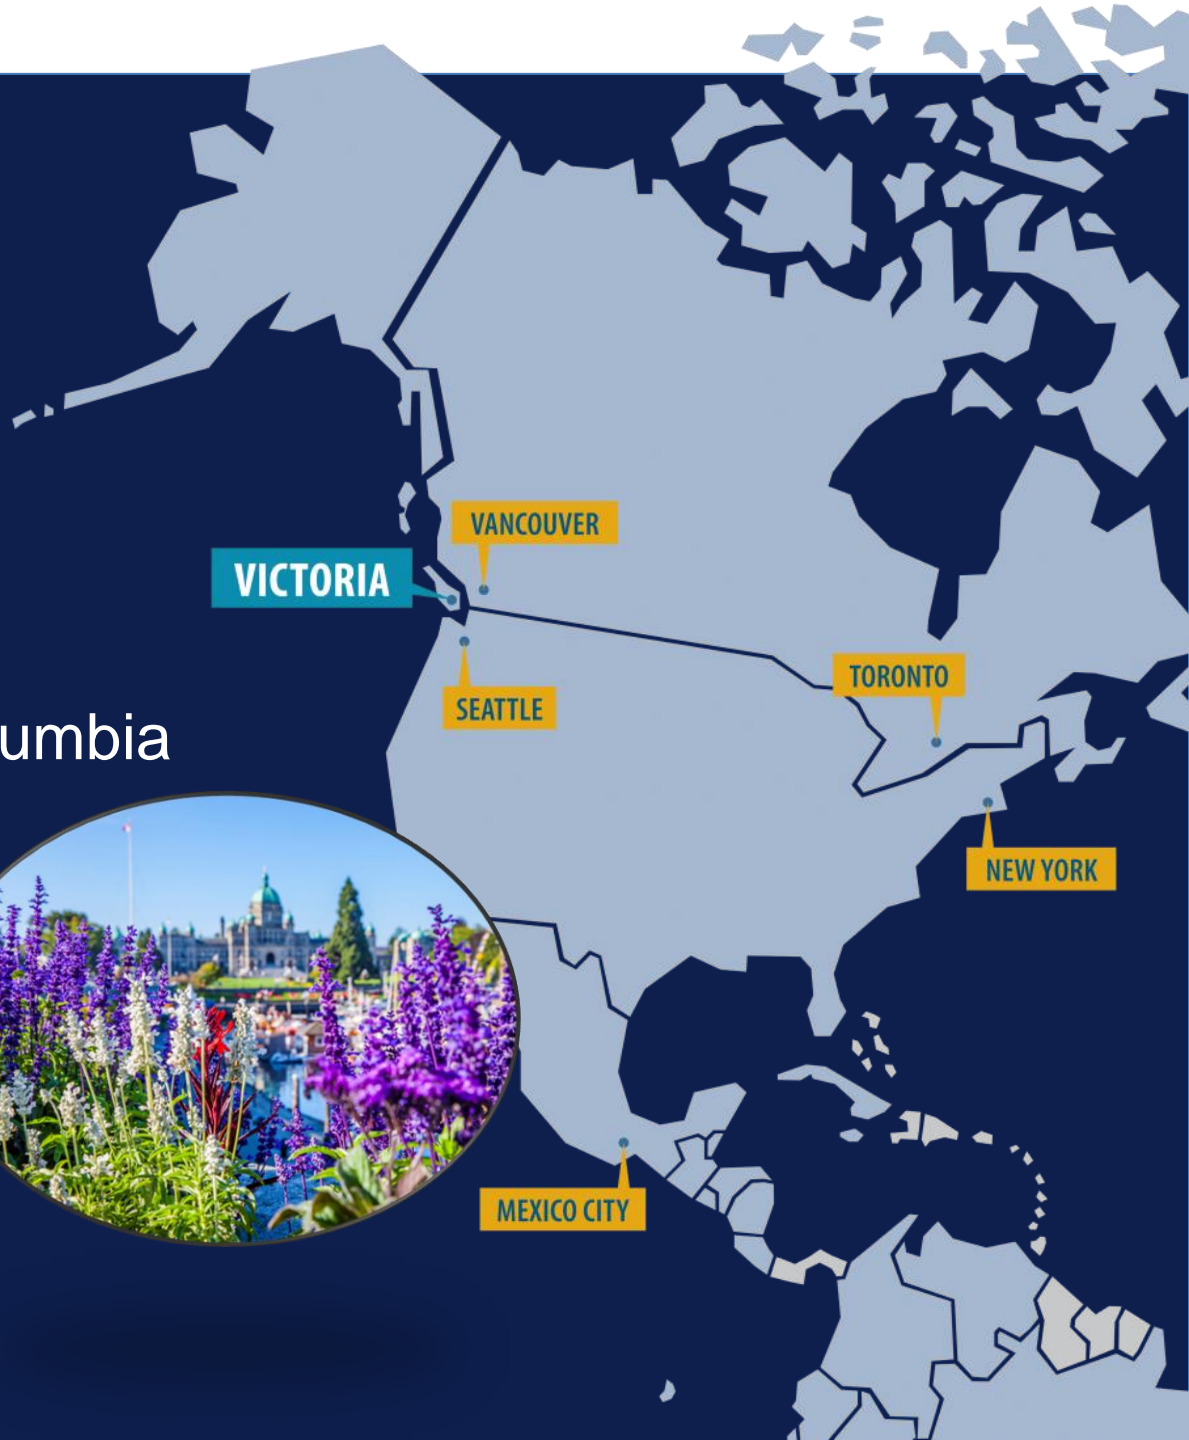 VANCOUVER
VICTORIA
TORONTO
SEATTLE
umbia
NEW YORK
MEXICO CITY